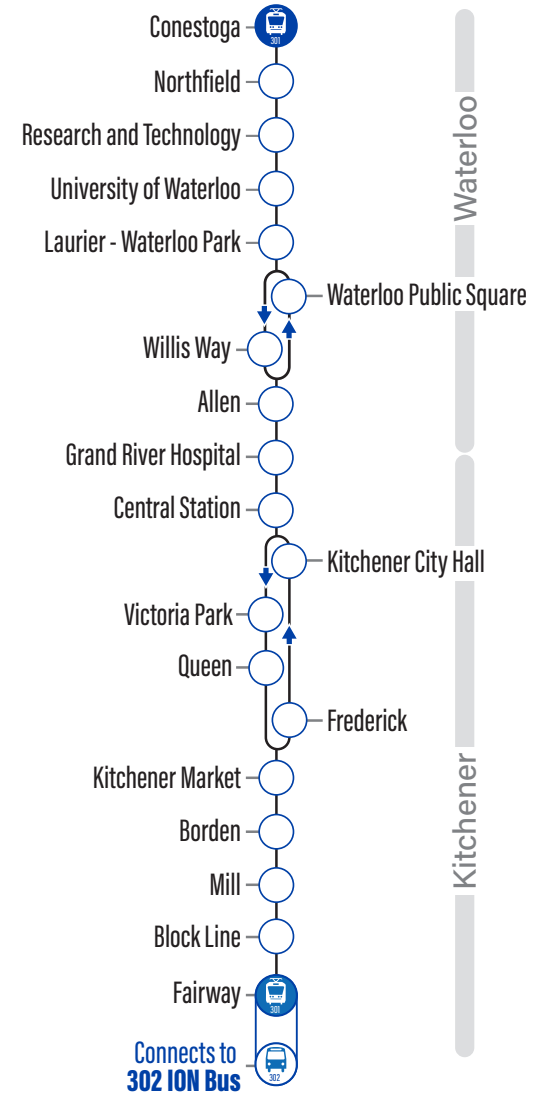 Conestoga
301
Northfield
Research and Technology
University of Waterloo
Laurier - Waterloo Park
Waterloo Public Square
Willis Way
Allen
Grand River Hospital
Central Station
Kitchener City Hall
Victoria Park
Queen
Frederick
Kitchener Market
Borden
Mill
Block Line
Fairway
301
Connects to
302 ION Bus
302
Waterloo
Kitchener